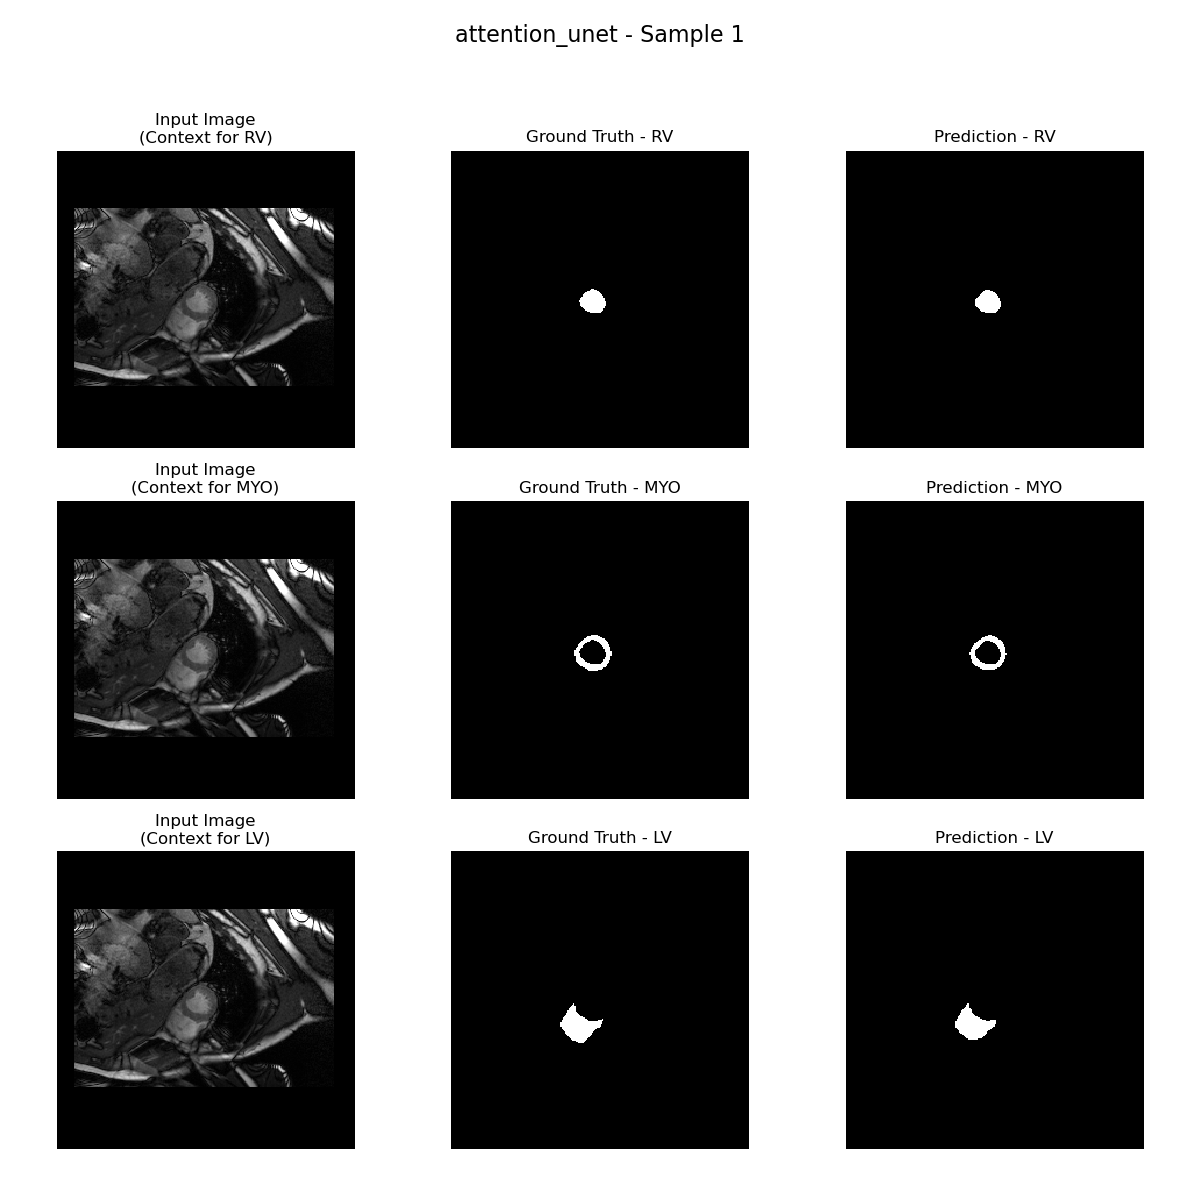 attention_unet - Sample 1
Input Image
(Context for RV)
Ground Truth - RV
Prediction - RV
Input Image
(Context for MYO)
Ground Truth - MYO
Prediction - MYO
Input Image
(Context for LV)
Ground Truth - LV
Prediction - LV